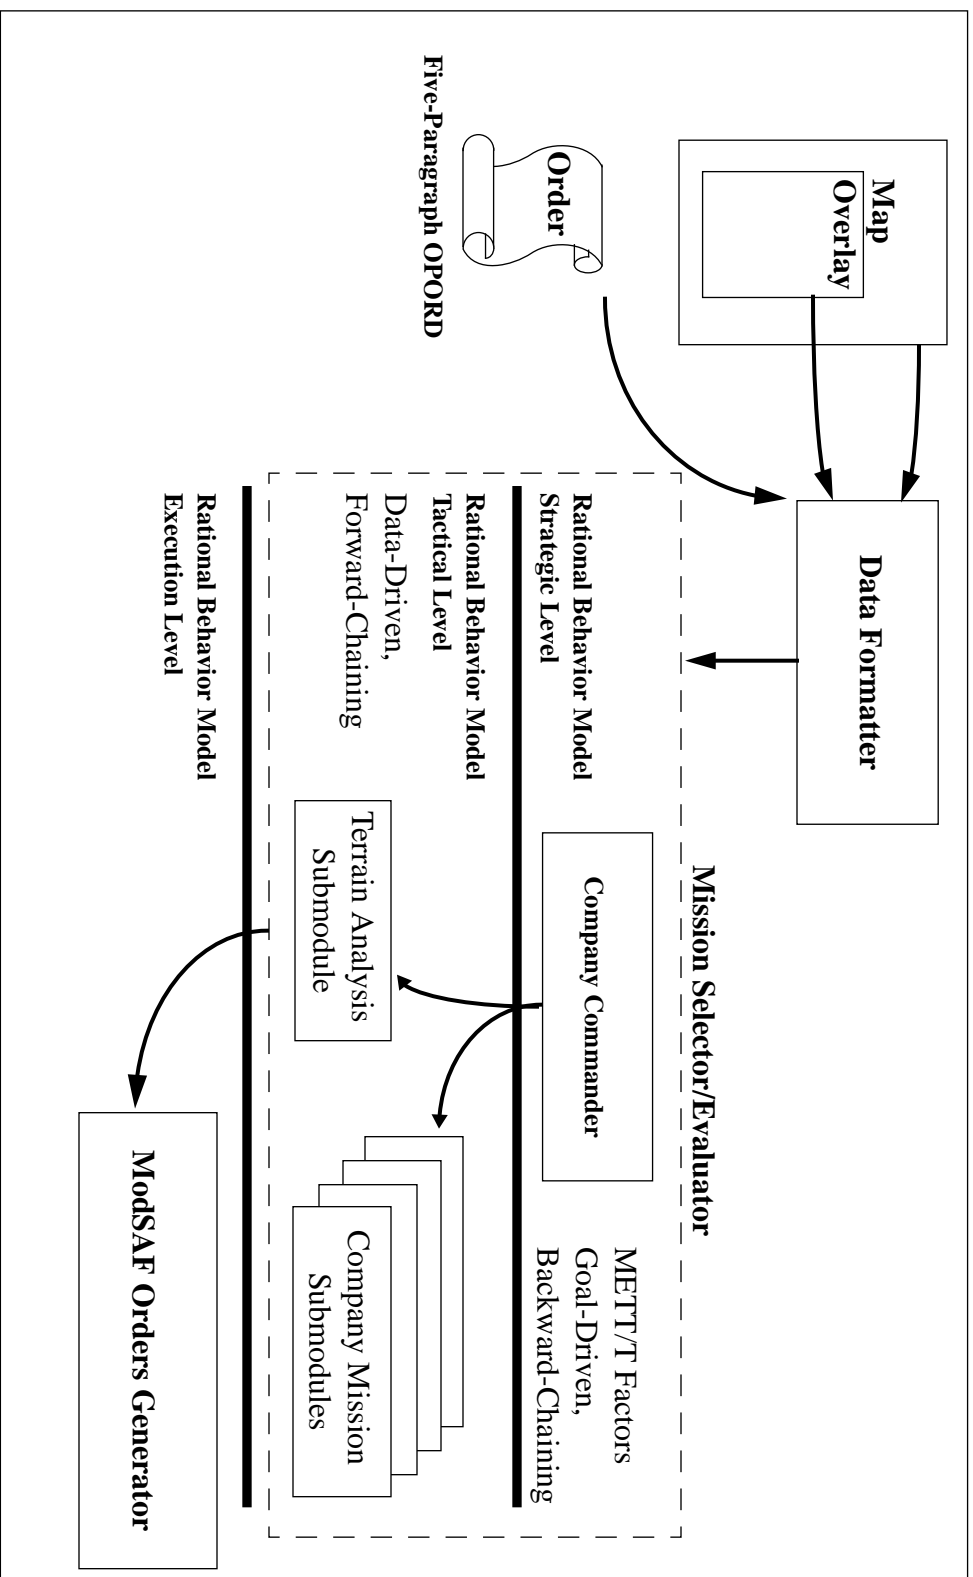 Map
Overlay
Order
Five-Paragraph OPORD
Data Formatter
Mission Selector/Evaluator
Rational Behavior Model
Strategic Level
Company Commander
METT/T Factors
Goal-Driven,
Backward-Chaining
Rational Behavior Model
Tactical Level
Data-Driven,
Forward-Chaining
Terrain Analysis
Submodule
Company Mission
Submodules
Rational Behavior Model
Execution Level
ModSAF Orders Generator